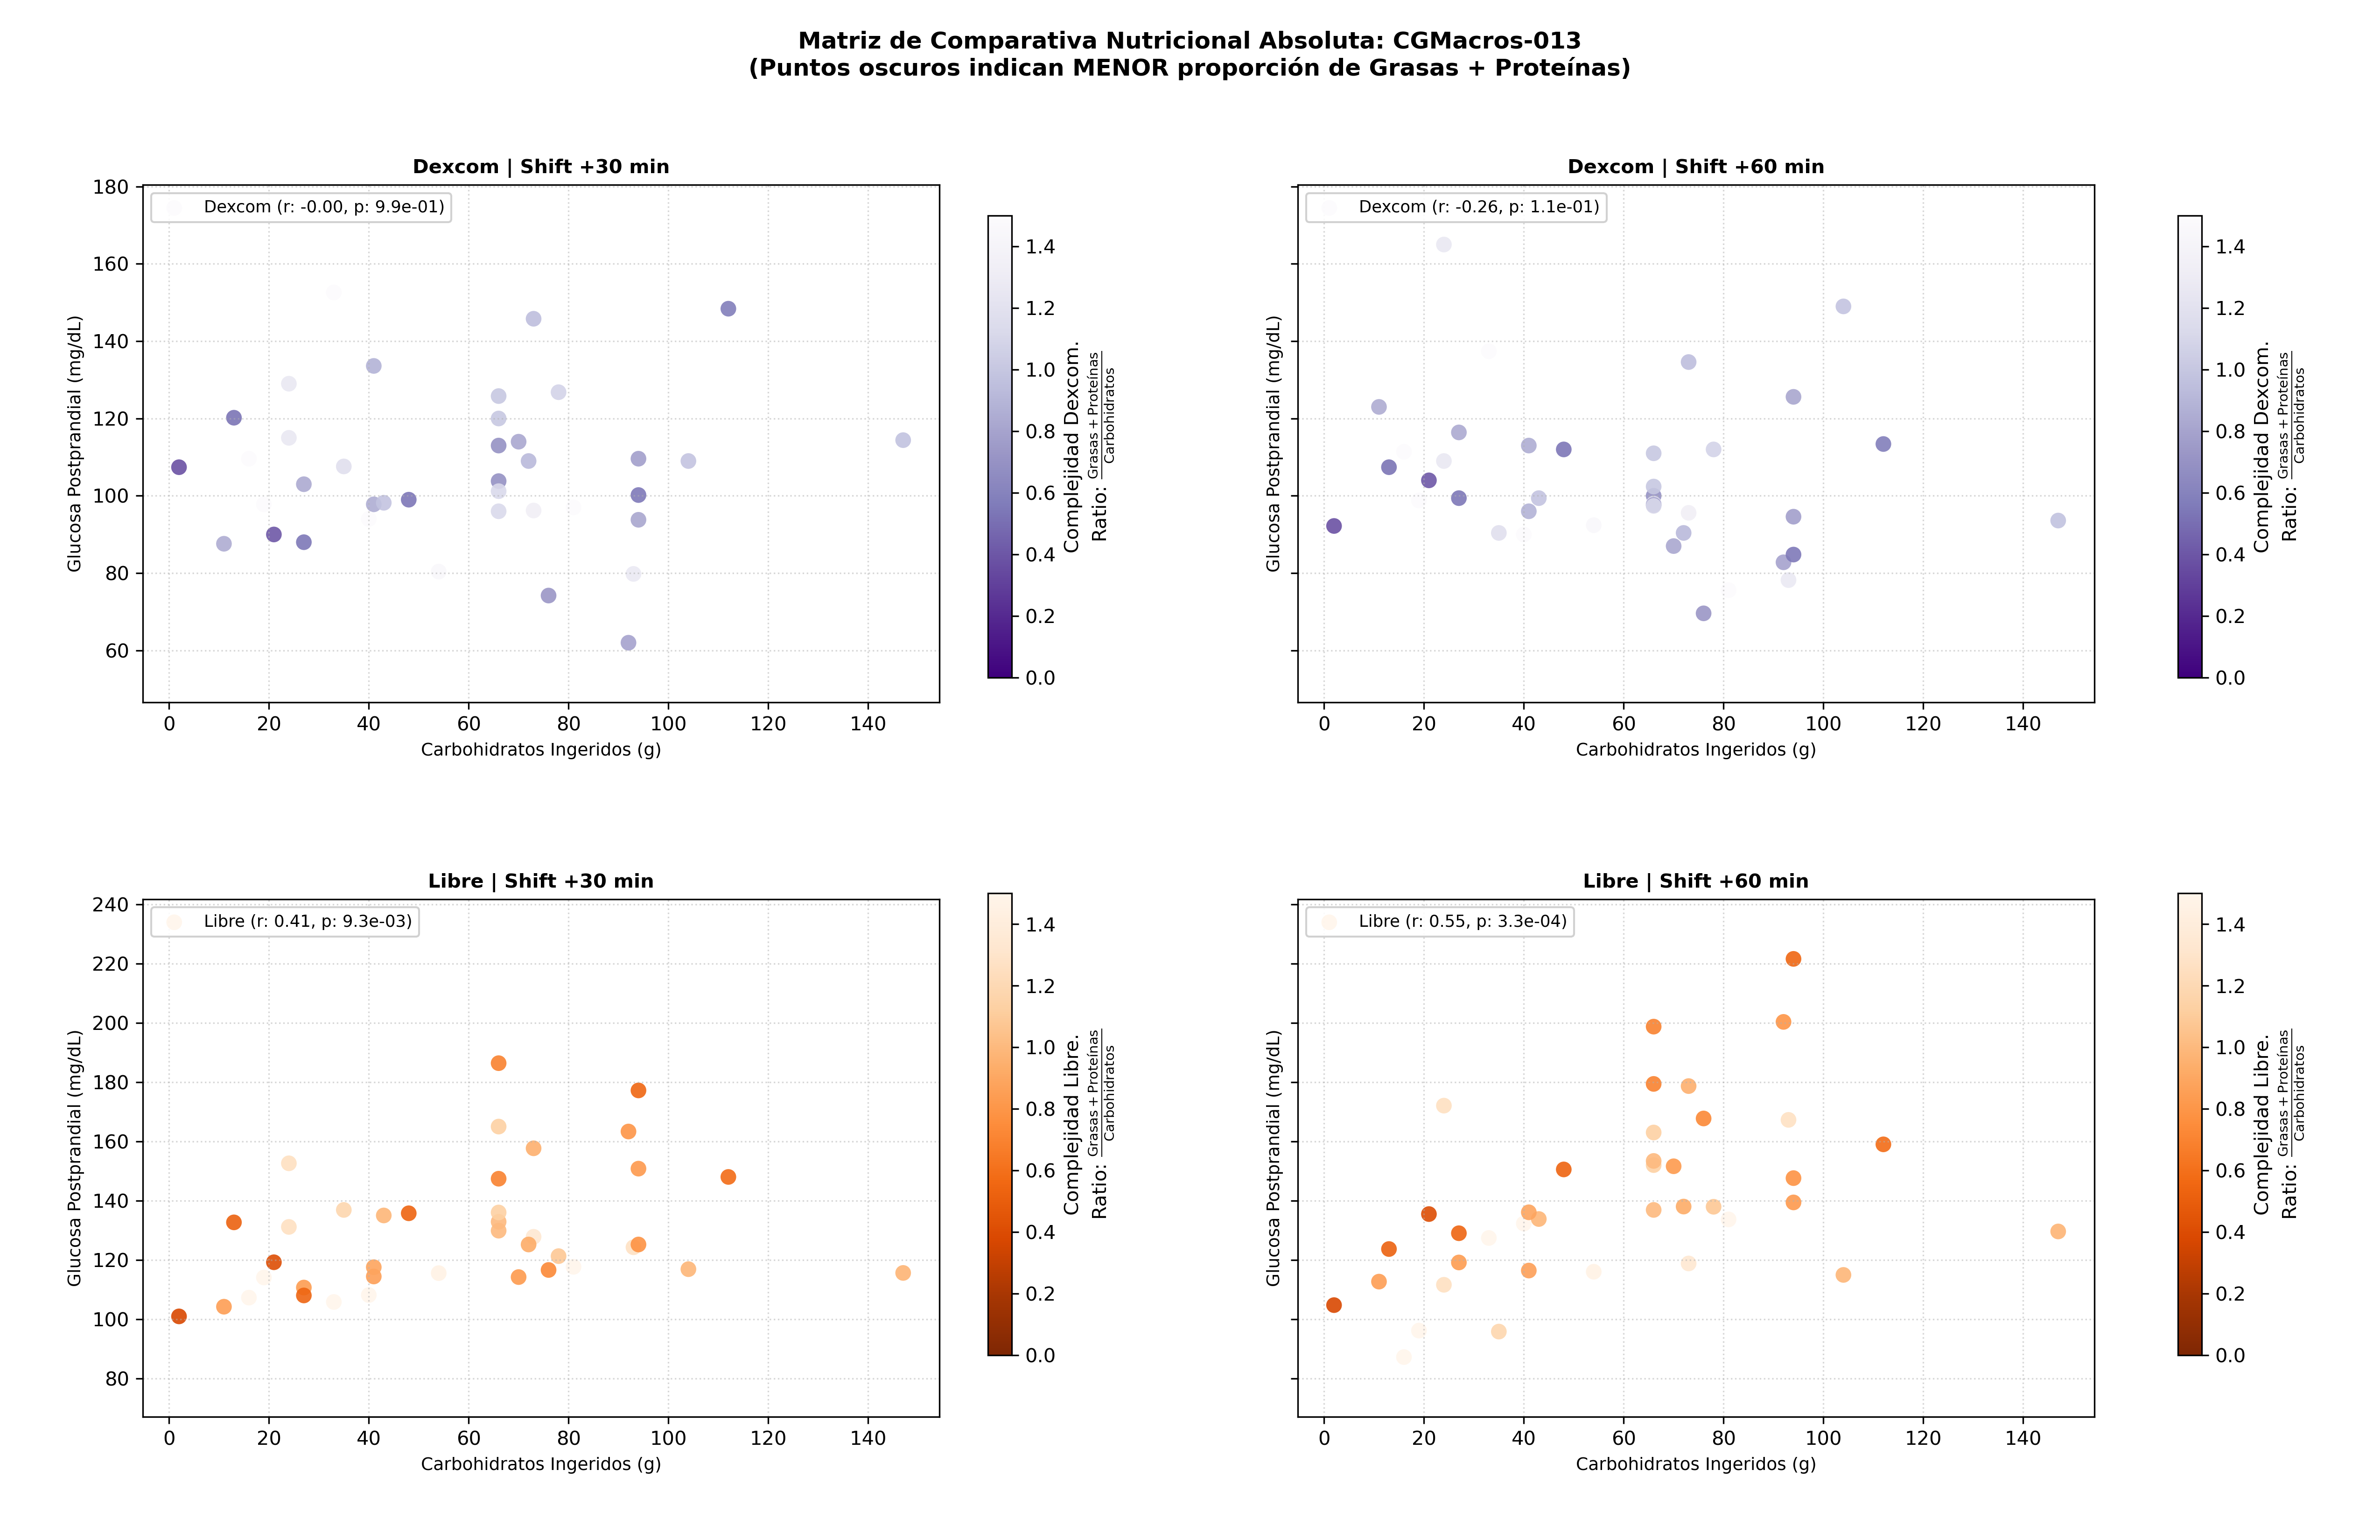 Matriz de Comparativa Nutricional Absoluta: CGMacros-013
(Puntos oscuros indican MENOR proporción de Grasas + Proteínas)
Dexcom | Shift +30 min
Dexcom (r: -0.00, p: 9.9e-01)
Glucosa Postprandial (mg/dL)
180
160
140
120
100
80
60
0 20 40 60 80 100 120 140
Carbohidratos Ingeridos (g)
1.4
1.2
1.0
0.8
0.6
0.4
0.2
0.0
Complejidad Dexcom.
Ratio: Grasas + Proteínas
Carbohidratos
Dexcom | Shift +60 min
Dexcom (r: -0.26, p: 1.1e-01)
Glucosa Postprandial (mg/dL)
0 20 40 60 80 100 120 140
Carbohidratos Ingeridos (g)
1.4
1.2
1.0
0.8
0.6
0.4
0.2
0.0
Complejidad Dexcom.
Ratio: Grasas + Proteínas
Carbohidratos
Libre | Shift +30 min
Libre (r: 0.41, p: 9.3e-03)
Glucosa Postprandial (mg/dL)
240
220
200
180
160
140
120
100
80
0 20 40 60 80 100 120 140
Carbohidratos Ingeridos (g)
1.4
1.2
1.0
0.8
0.6
0.4
0.2
0.0
Complejidad Libre.
Ratio: Grasas + Proteínas
Carbohidratos
Libre | Shift +60 min
Libre (r: 0.55, p: 3.3e-04)
Glucosa Postprandial (mg/dL)
0 20 40 60 80 100 120 140
Carbohidratos Ingeridos (g)
1.4
1.2
1.0
0.8
0.6
0.4
0.2
0.0
Complejidad Libre.
Ratio: Grasas + Proteínas
Carbohidratos